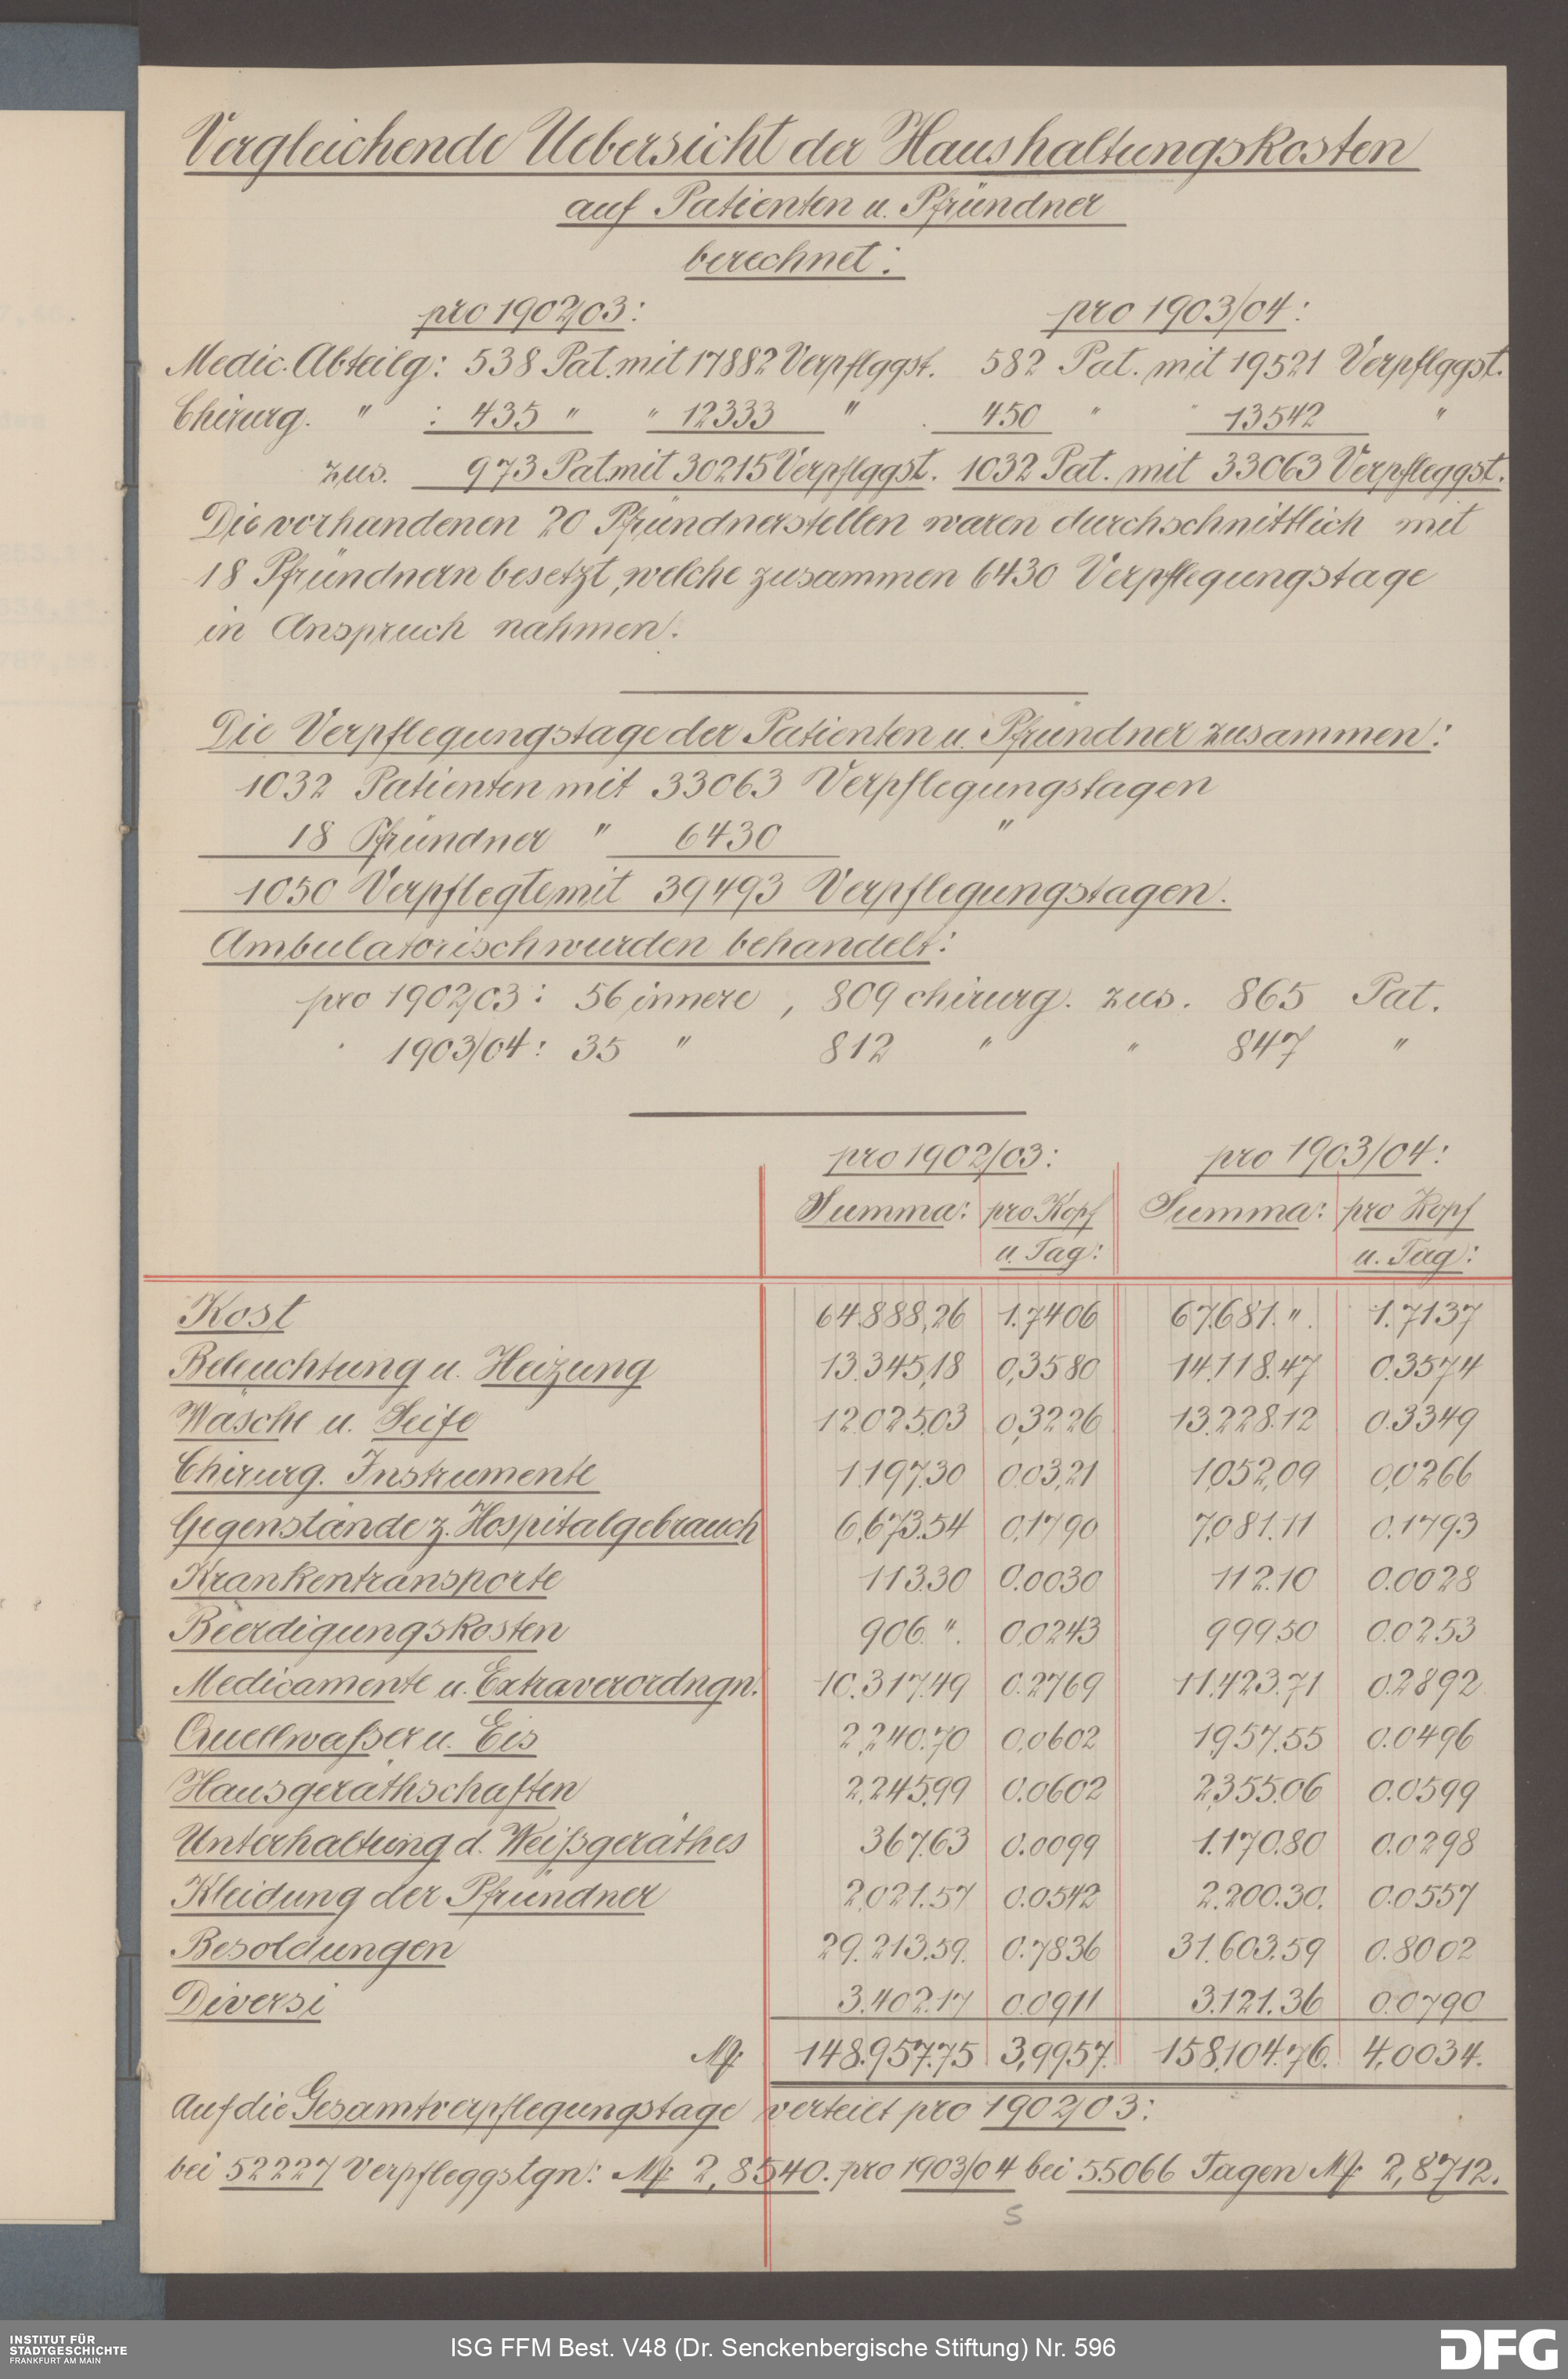 Vergleichende Uebersicht der Haushaltungskosten
auf Patienten u. Pfründner
berechnet:
pro 1902/03: pro 1903/04:
Medic. Abteilg: 538 Pat. mit 17882 Verpflggst. 582 Pat. mit 19521 Verpflggst.
Chirurg. " : 435 " " 12333 " 450 " " 13542 "
zus. 973 Pat. mit 30215 Verpflggst. 1032 Pat. mit 33063 Verpfleggst.
Die vorhandenen 20 Pfründnerstellen waren durchschnittlich mit
18 Pfründnern besetzt, welche zusammen 6430 Verpflegungstage
in Anspruch nahmen.
Die Verpflegungstage der Patienten u. Pfründner zusammen:
1032 Patienten mit 33063 Verpflegungstagen
18 Pfründner " 6430 "
1050 Verpflegte mit 39493 Verpflegungstagen.
Ambulatorisch wurden behandelt:
pro 1902/03: 56 innere, 809 chirurg. zus. 865 Pat.
" 1903/04: 35 " 812 " " 847 "
pro 1902/03: pro 1903/04:
Summa: pro Kopf Summa: pro Kopf
u. Tag: u. Tag:
Kost 64.888,26 1.7406 67.681. " . 1.7137
Beleuchtung u. Heizung 13.345,18 0,3580 14.118.47 0.3574
Wäsche u. Seife 12.025,03 0,3226 13.228.12 0.3349
Chirurg. Instrumente 1.197.30 0.03,21 1.052,09 0,0266
Gegenstände z. Hospitalgebrauch 6,673.54 0,1790 7,081.11 0.1793
Krankentransporte 113.30 0.0030 112.10 0.0028
Beerdigungskosten 906. " . 0,0243 999.50 0.0253
Medicamente u. Extraverordngn. 10.317.49 0.2769 11.423.71 0.2892
Quellwaßer u. Eis 2,240.70 0,0602 1,957.55 0.0496
Hausgeräthschaften 2.245,99 0.0602 2,355.06 0.0599
Unterhaltung d. Weißgeräthes 367.63 0.0099 1.170.80 0.0298
Kleidung der Pfründner 2,021.57 0.0542 2.200.30. 0.0557
Besoldungen 29.213.59. 0.7836 31.603.59 0.8002
Diversi 3.402.17 0.0911 3.121.36 0.0790
M. 148.957.75 3,9957. 158,104.76. 4,0034.
Auf die Gesamtverpflegungstage verteilt pro 1902/03:
bei 52227 Verpfleggstgn: M. 2,8540. pro 1903/04 bei 55066 Tagen M. 2,8712.
5
INSTITUT FÜR
STADTGESCHICHTE
FRANKFURT AM MAIN
ISG FFM Best. V48 (Dr. Senckenbergische Stiftung) Nr. 596
DFG